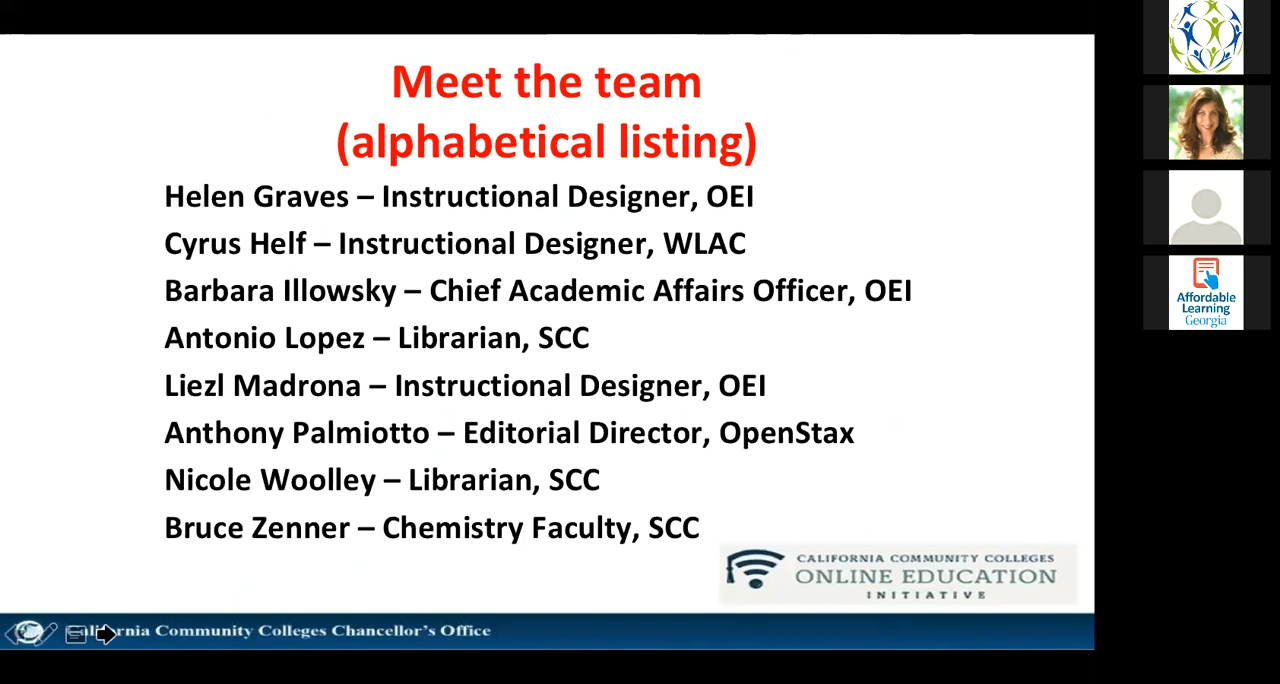 Meet the team
(alphabetical listing)
Helen Graves – Instructional Designer, OEI
Cyrus Helf – Instructional Designer, WLAC
Barbara Illowsky – Chief Academic Affairs Officer, OEI
Antonio Lopez – Librarian, SCC
Liezl Madrona – Instructional Designer, OEI
Anthony Palmiotto – Editorial Director, OpenStax
Nicole Woolley – Librarian, SCC
Bruce Zenner – Chemistry Faculty, SCC
CALIFORNIA COMMUNITY COLLEGES
ONLINE EDUCATION
INITIATIVE
California Community Colleges Chancellor's Office
Affordable
Learning
Georgia